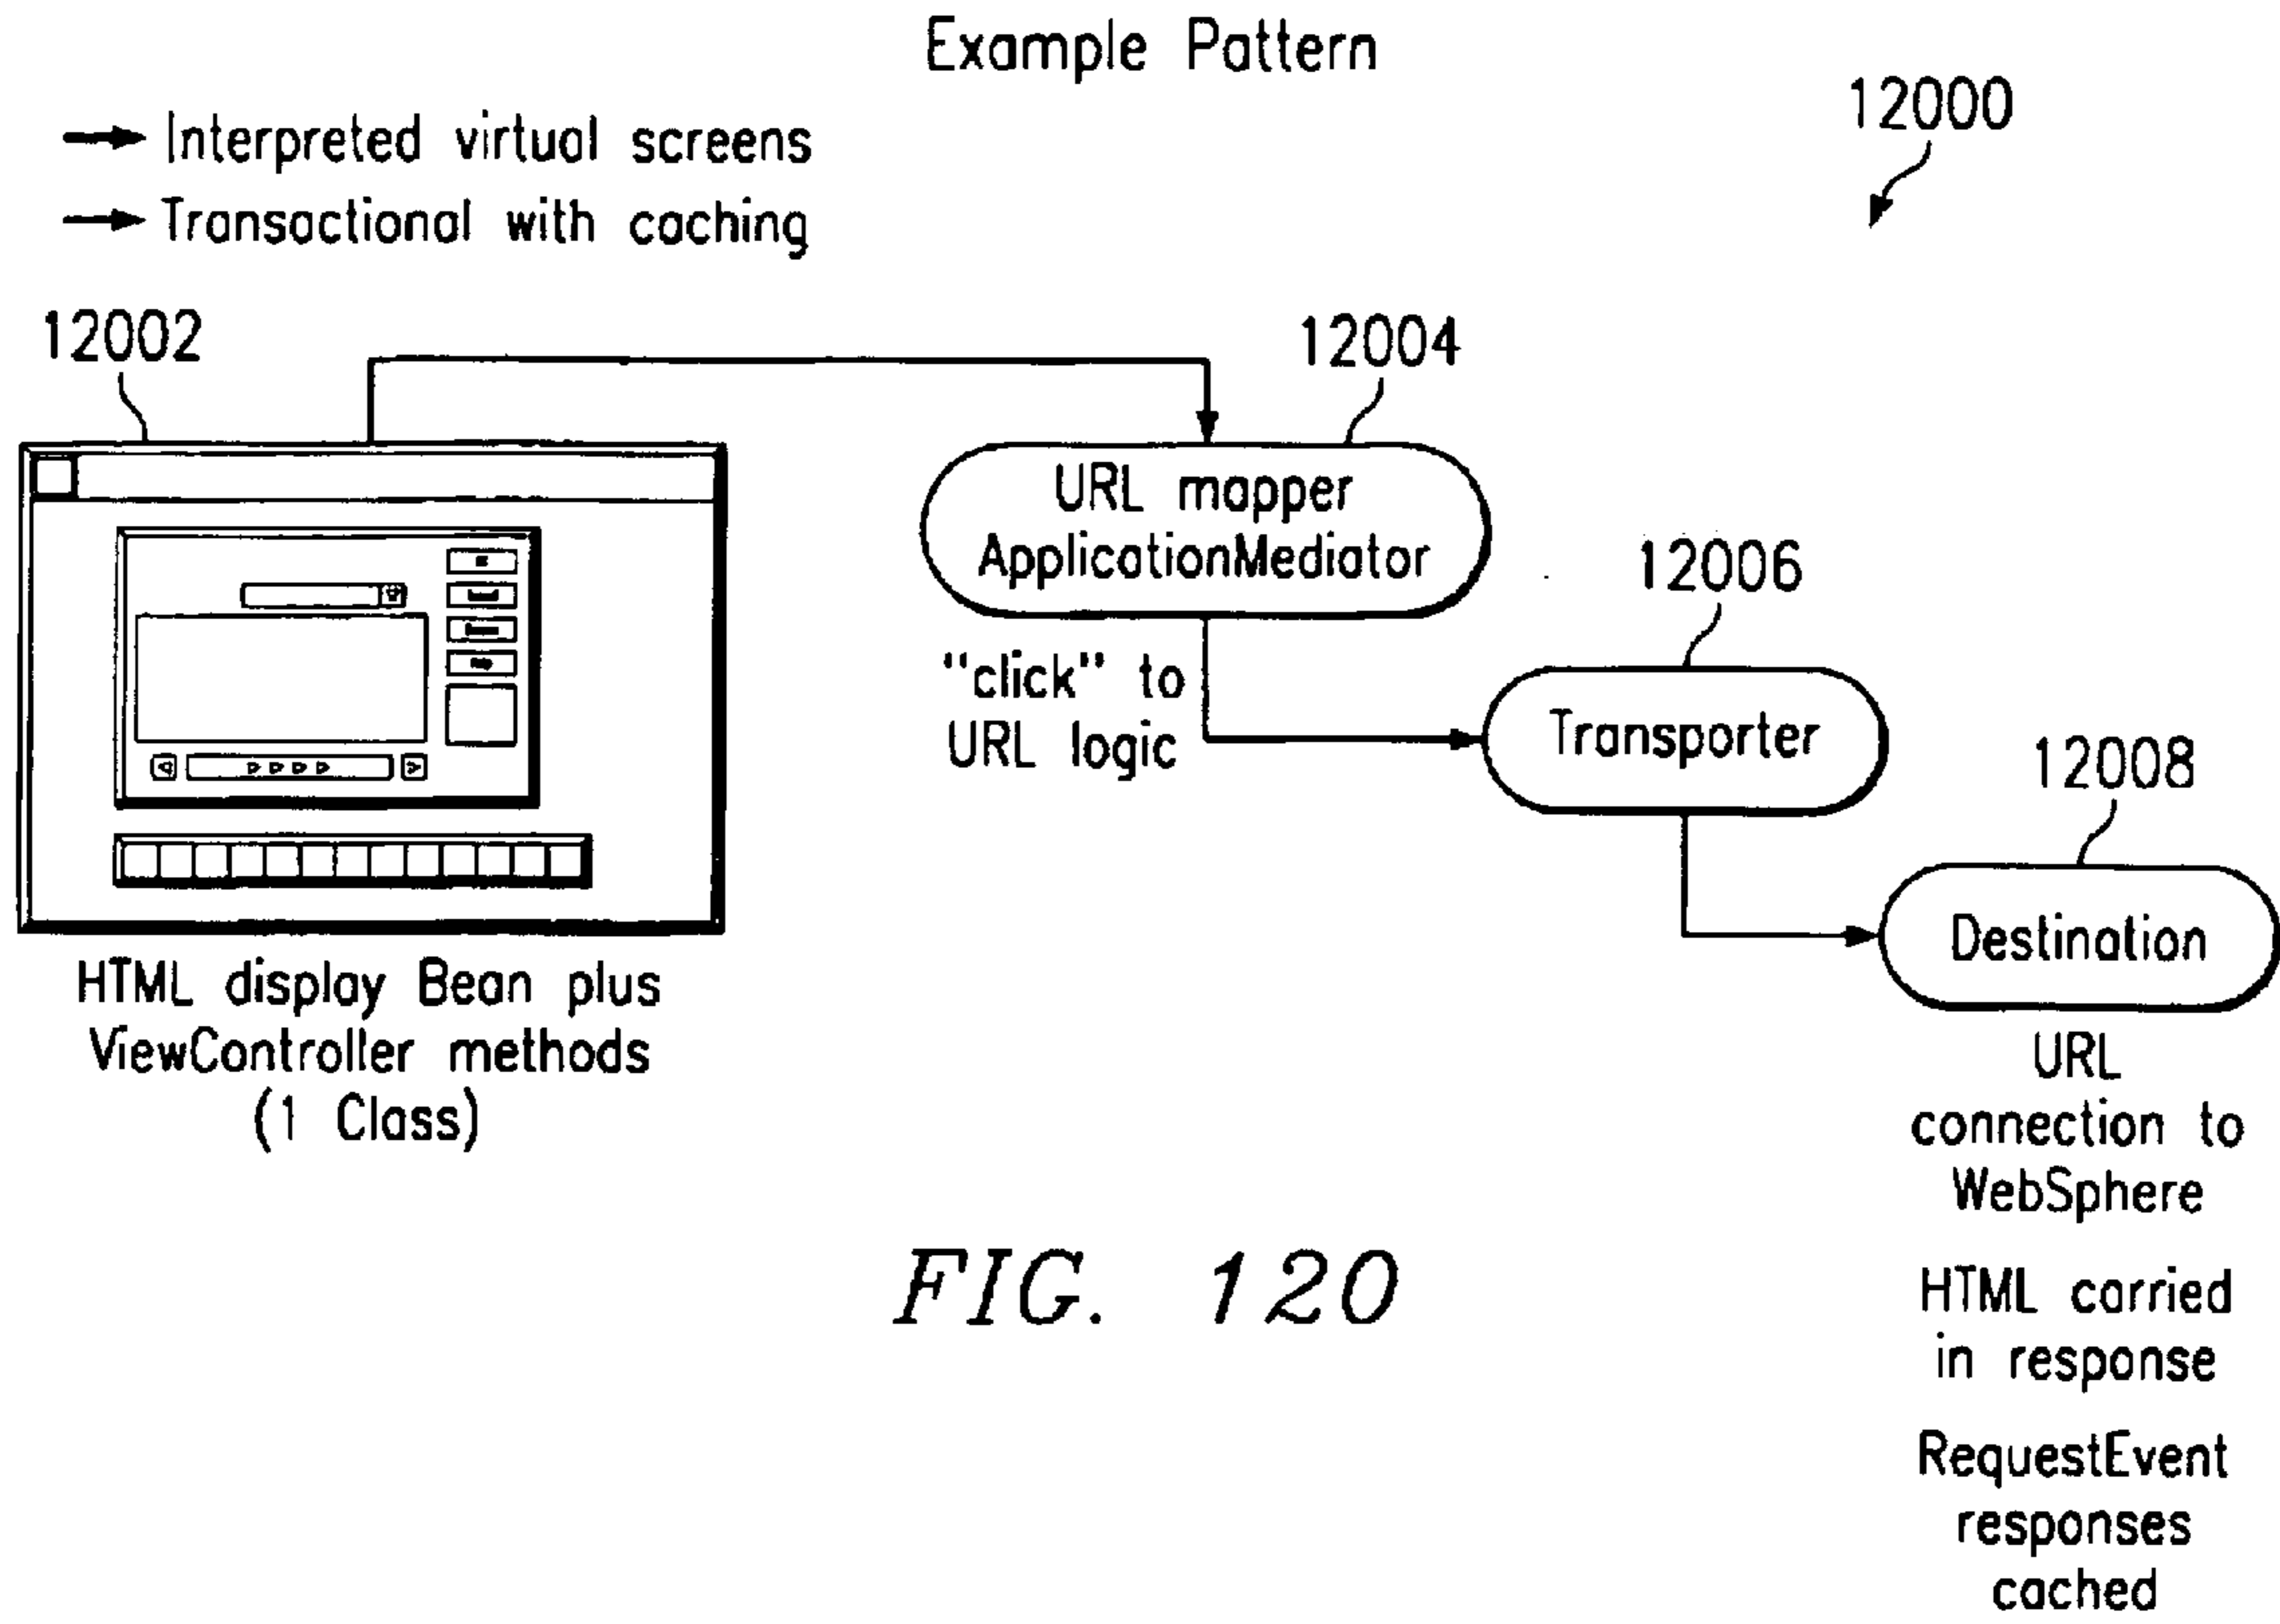 Example Pattern
12000
Interpreted virtual screens
Transactional with caching
12002
12004
URL mapper
ApplicationMediator
"click" to
URL logic
12006
Transporter
12008
Destination
HTML display Bean plus
ViewController methods
(1 Class)
URL
connection to
WebSphere
HTML carried
in response
RequestEvent
responses
cached
FIG. 120